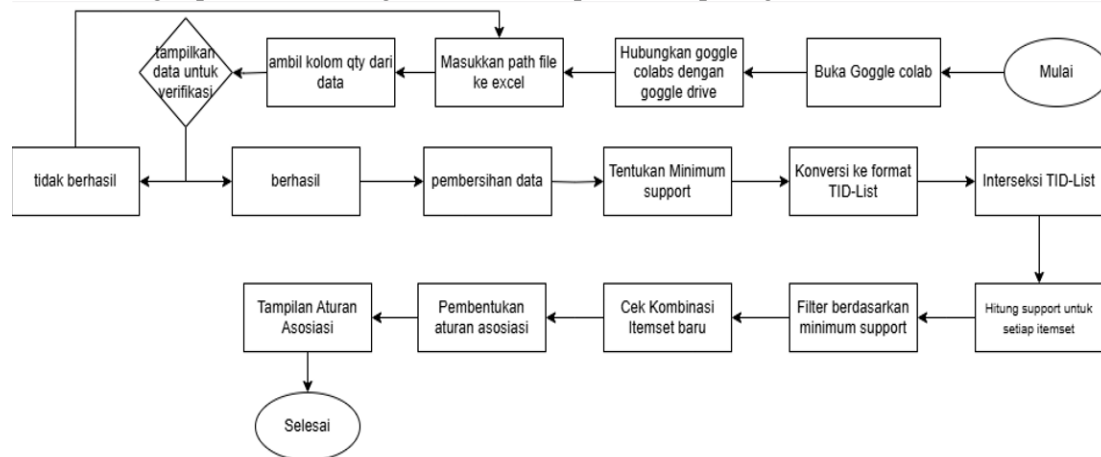 Mulai
Buka Goggle colab
Hubungkan goggle
colabs dengan
goggle drive
Masukkan path file
ke excel
ambil kolom qty dari
data
tampilkan
data untuk
verifikasi
tidak berhasil
berhasil
pembersihan data
Tentukan Minimum
support
Konversi ke format
TID-List
Interseksi TID-List
Hitung support untuk
setiap itemset
Filter berdasarkan
minimum support
Cek Kombinasi
Itemset baru
Pembentukan
aturan asosiasi
Tampilan Aturan
Asosiasi
Selesai